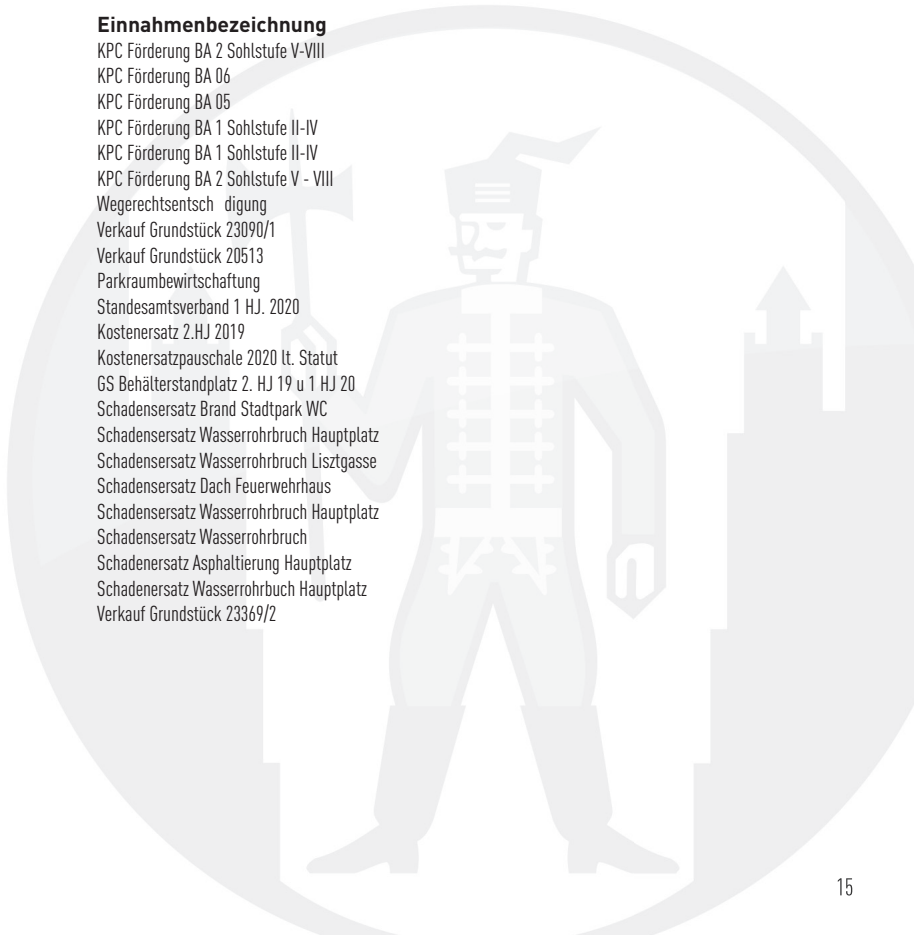 Einnahmenbezeichnung
KPC Förderung BA 2 Sohlstufe V-VIII
KPC Förderung BA 06
KPC Förderung BA 05
KPC Förderung BA 1 Sohlstufe II-IV
KPC Förderung BA 1 Sohlstufe II-IV
KPC Förderung BA 2 Sohlstufe V - VIII
Wegerechtsentsch digung
Verkauf Grundstück 23090/1
Verkauf Grundstück 20513
Parkraumbewirtschaftung
Standesamtsverband 1 HJ. 2020
Kostenersatz 2.HJ 2019
Kostenersatzpauschale 2020 lt. Statut
GS Behälterstandplatz 2. HJ 19 u 1 HJ 20
Schadensersatz Brand Stadtpark WC
Schadensersatz Wasserrohrbruch Hauptplatz
Schadensersatz Wasserrohrbruch Lisztgasse
Schadensersatz Dach Feuerwehrhaus
Schadensersatz Wasserrohrbruch Hauptplatz
Schadensersatz Wasserrohrbruch
Schadenersatz Asphaltierung Hauptplatz
Schadenersatz Wasserrohrbuch Hauptplatz
Verkauf Grundstück 23369/2
15